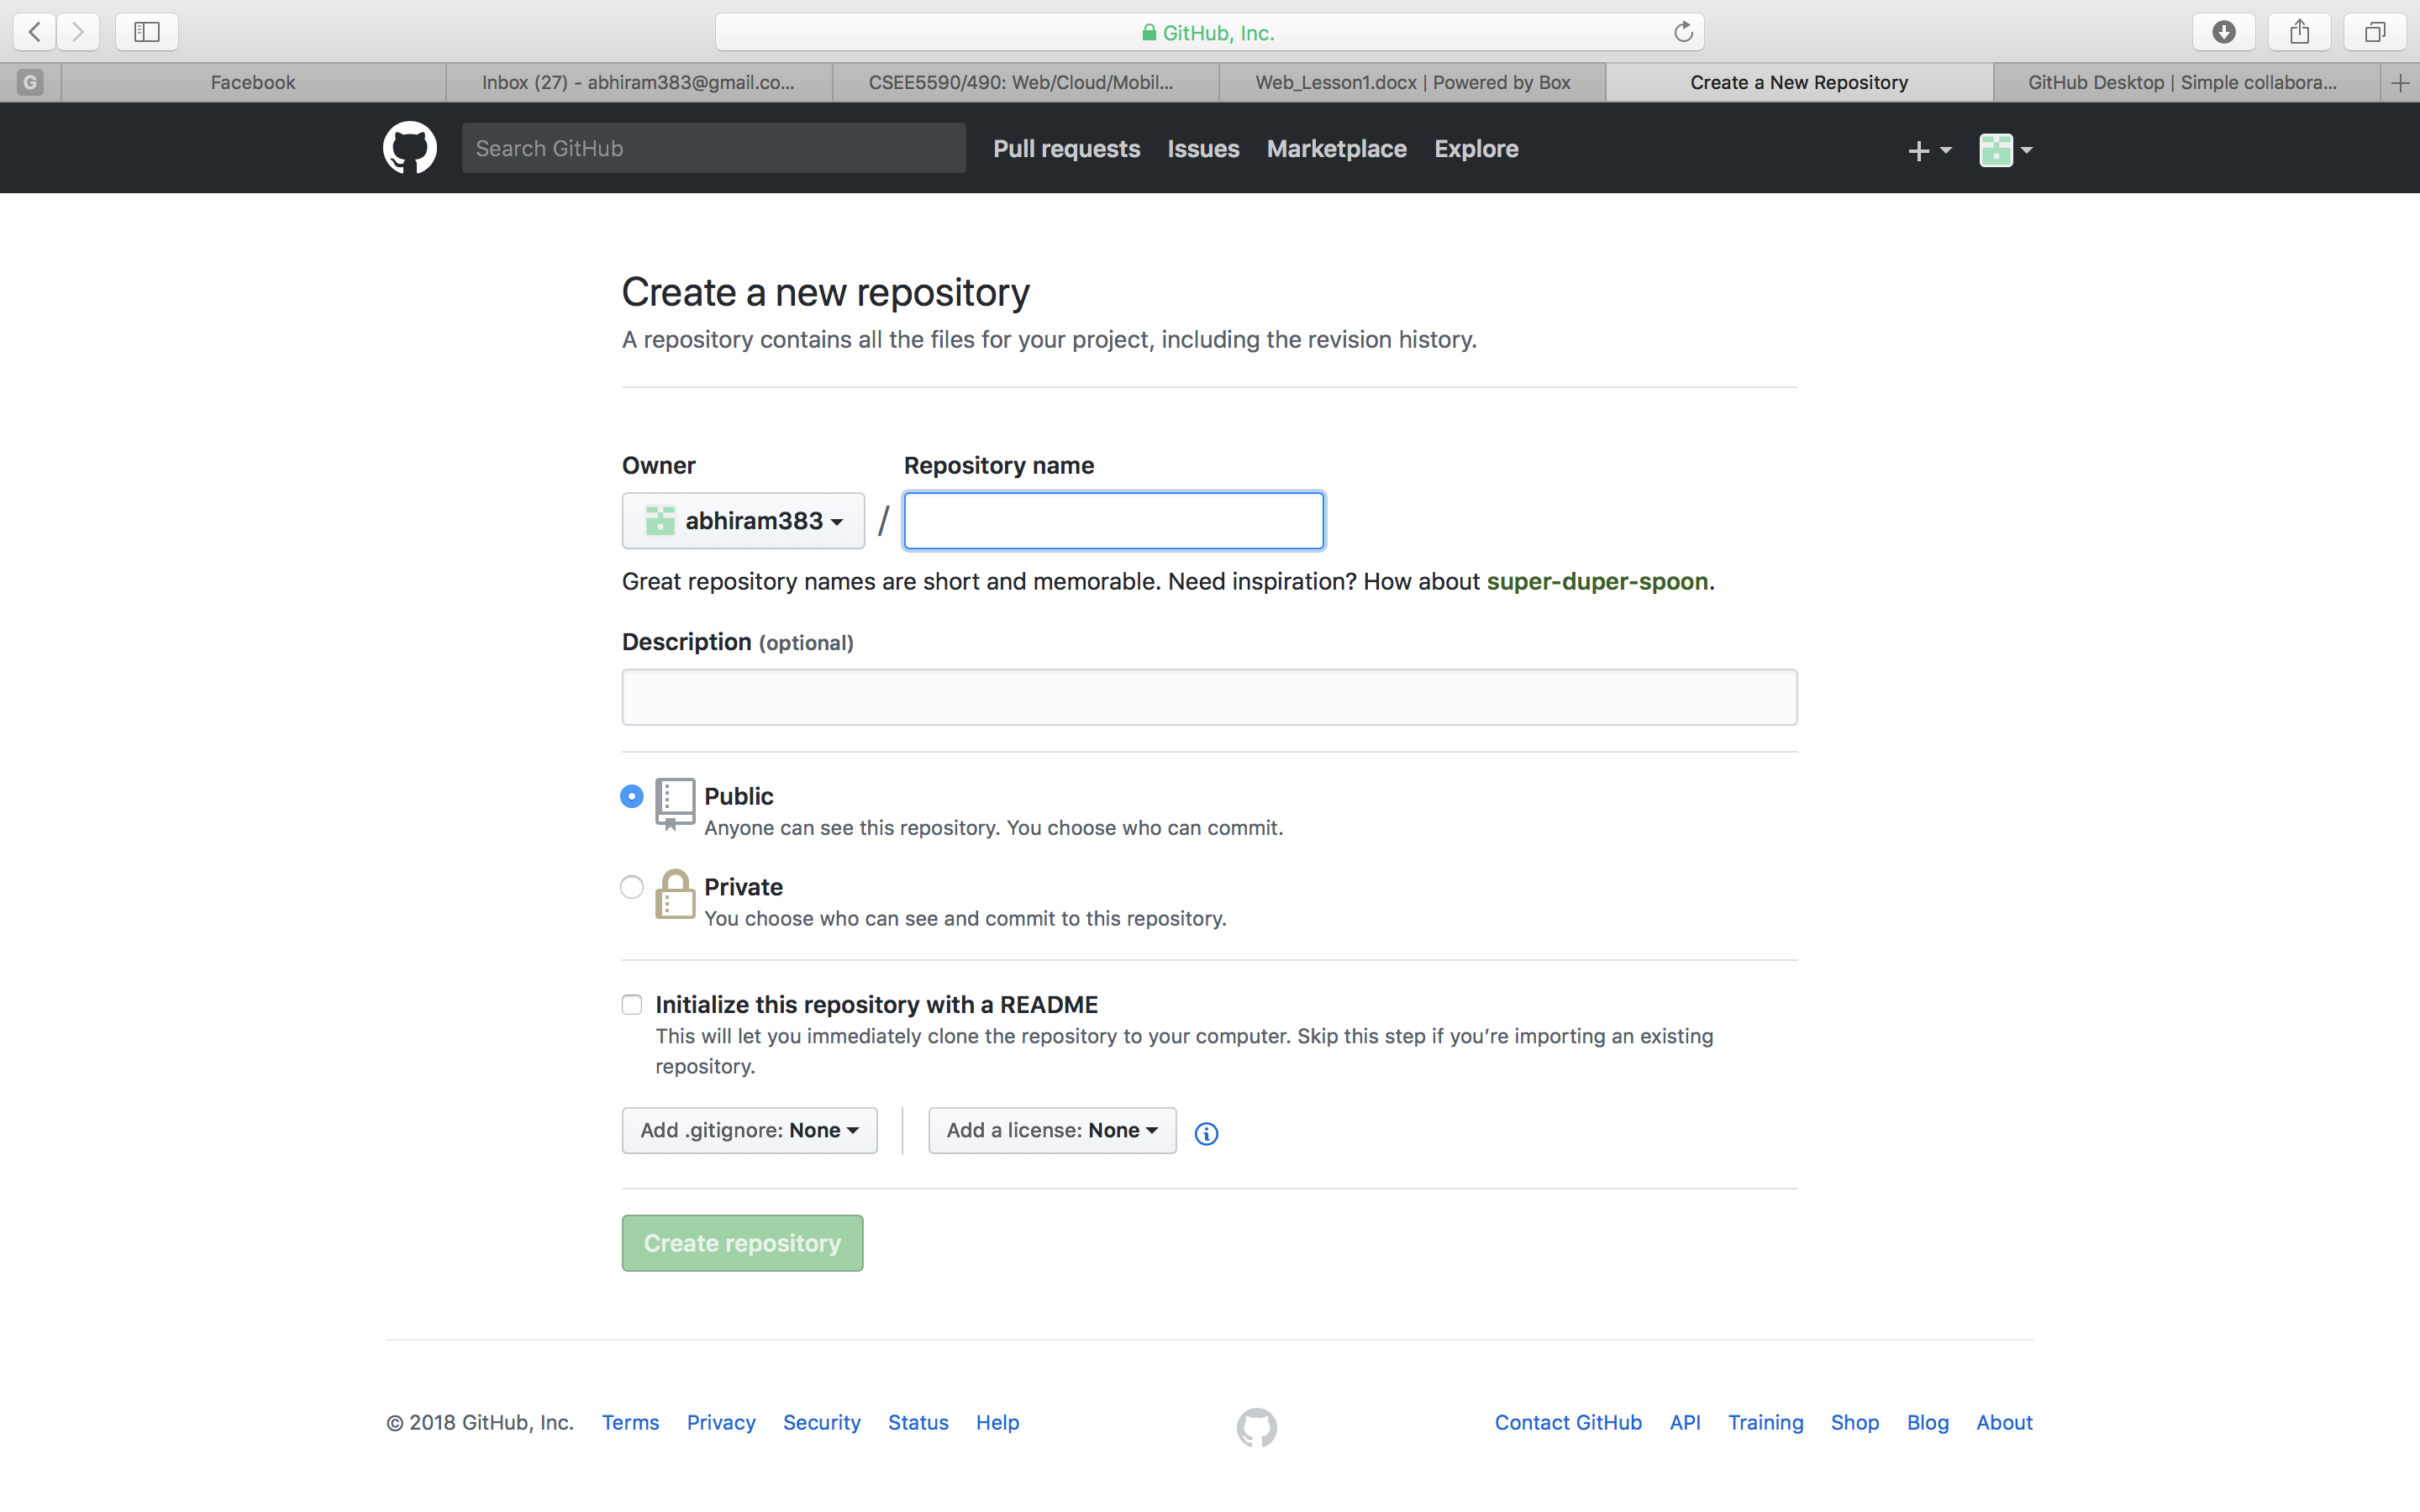 GitHub, Inc.
G
Facebook
Inbox (27) - abhiram383@gmail.co...
CSEE5590/490: Web/Cloud/Mobil...
Web_Lesson1.docx | Powered by Box
Create a New Repository
GitHub Desktop | Simple collabora...
Search GitHub
Pull requests Issues Marketplace Explore
Create a new repository
A repository contains all the files for your project, including the revision history.
Owner
Repository name
abhiram383 /
Great repository names are short and memorable. Need inspiration? How about super-duper-spoon.
Description (optional)
Public
Anyone can see this repository. You choose who can commit.
Private
You choose who can see and commit to this repository.
Initialize this repository with a README
This will let you immediately clone the repository to your computer. Skip this step if you’re importing an existing
repository.
Add .gitignore: None
Add a license: None
Create repository
© 2018 GitHub, Inc. Terms Privacy Security Status Help
Contact GitHub API Training Shop Blog About